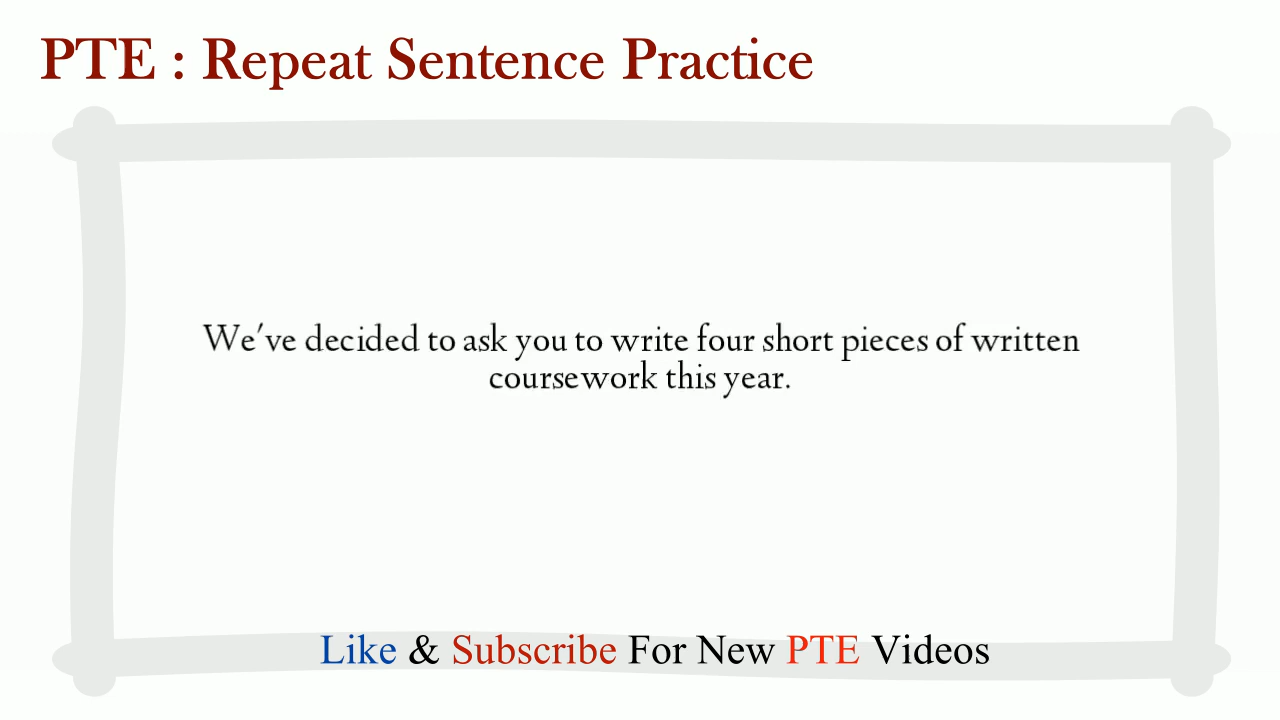 PTE : Repeat Sentence Practice
We've decided to ask you to write four short pieces of written
coursework this year.
Like & Subscribe For New PTE Videos